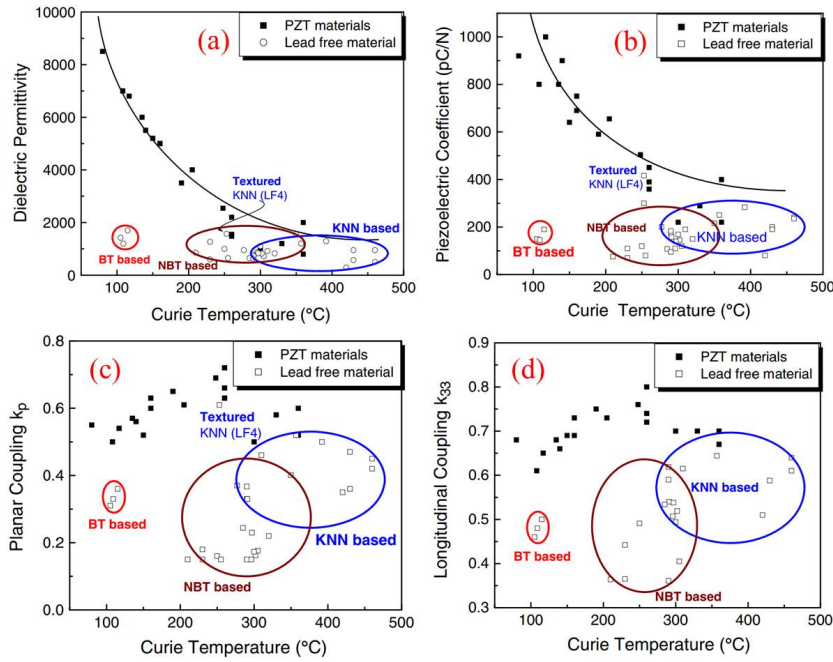 (a)
PZT materials
Lead free material
10000
8000
6000
4000
2000
0
Dielectric Permittivity
Textured
KNN (LF4)
KNN based
BT based
NBT based
100 200 300 400 500
Curie Temperature (°C)
(b)
PZT materials
Lead free material
1000
800
600
400
200
0
Piezoelectric Coefficient (pC/N)
Textured
KNN (LF4)
NBT based
KNN based
BT based
100 200 300 400 500
Curie Temperature (°C)
(c)
PZT materials
Lead free material
0.8
0.6
0.4
0.2
0.0
Planar Coupling kp
Textured
KNN (LF4)
BT based
KNN based
NBT based
100 200 300 400 500
Curie Temperature (°C)
(d)
PZT materials
Lead free material
0.9
0.8
0.7
0.6
0.5
0.4
0.3
Longitudinal Coupling k33
KNN based
BT based
NBT based
100 200 300 400 500
Curie Temperature (°C)